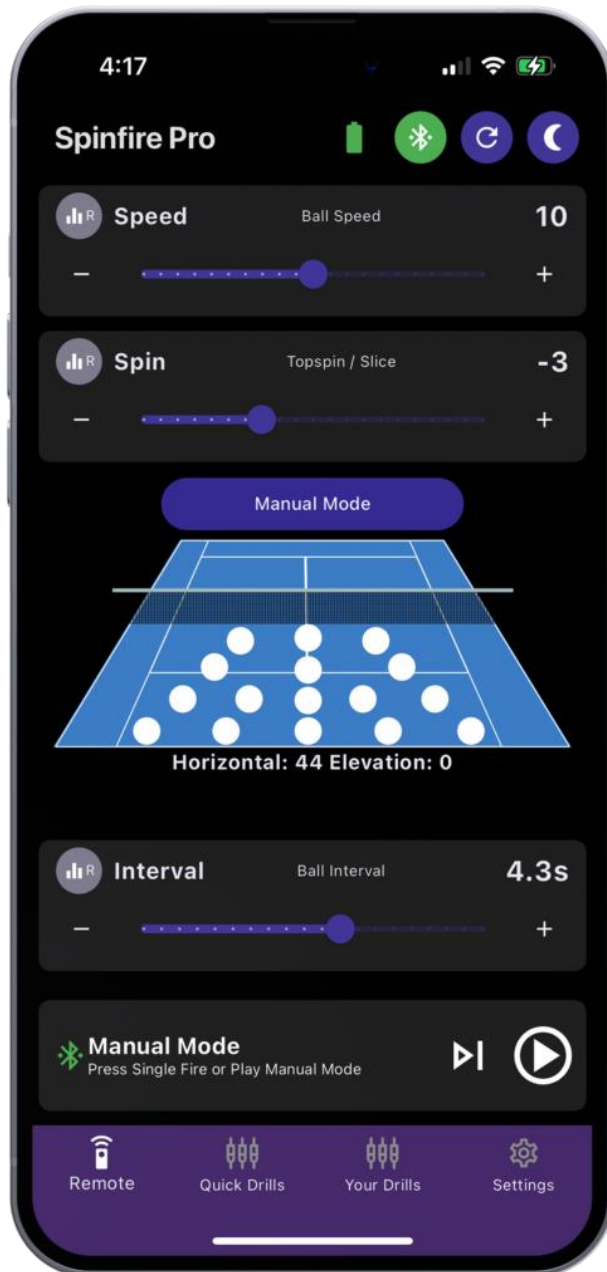 4:17
Spinfire Pro
R Speed Ball Speed 10
− +
R Spin Topspin / Slice -3
− +
Manual Mode
Horizontal: 44 Elevation: 0
R Interval Ball Interval 4.3s
− +
Manual Mode
Press Single Fire or Play Manual Mode
Remote Quick Drills Your Drills Settings